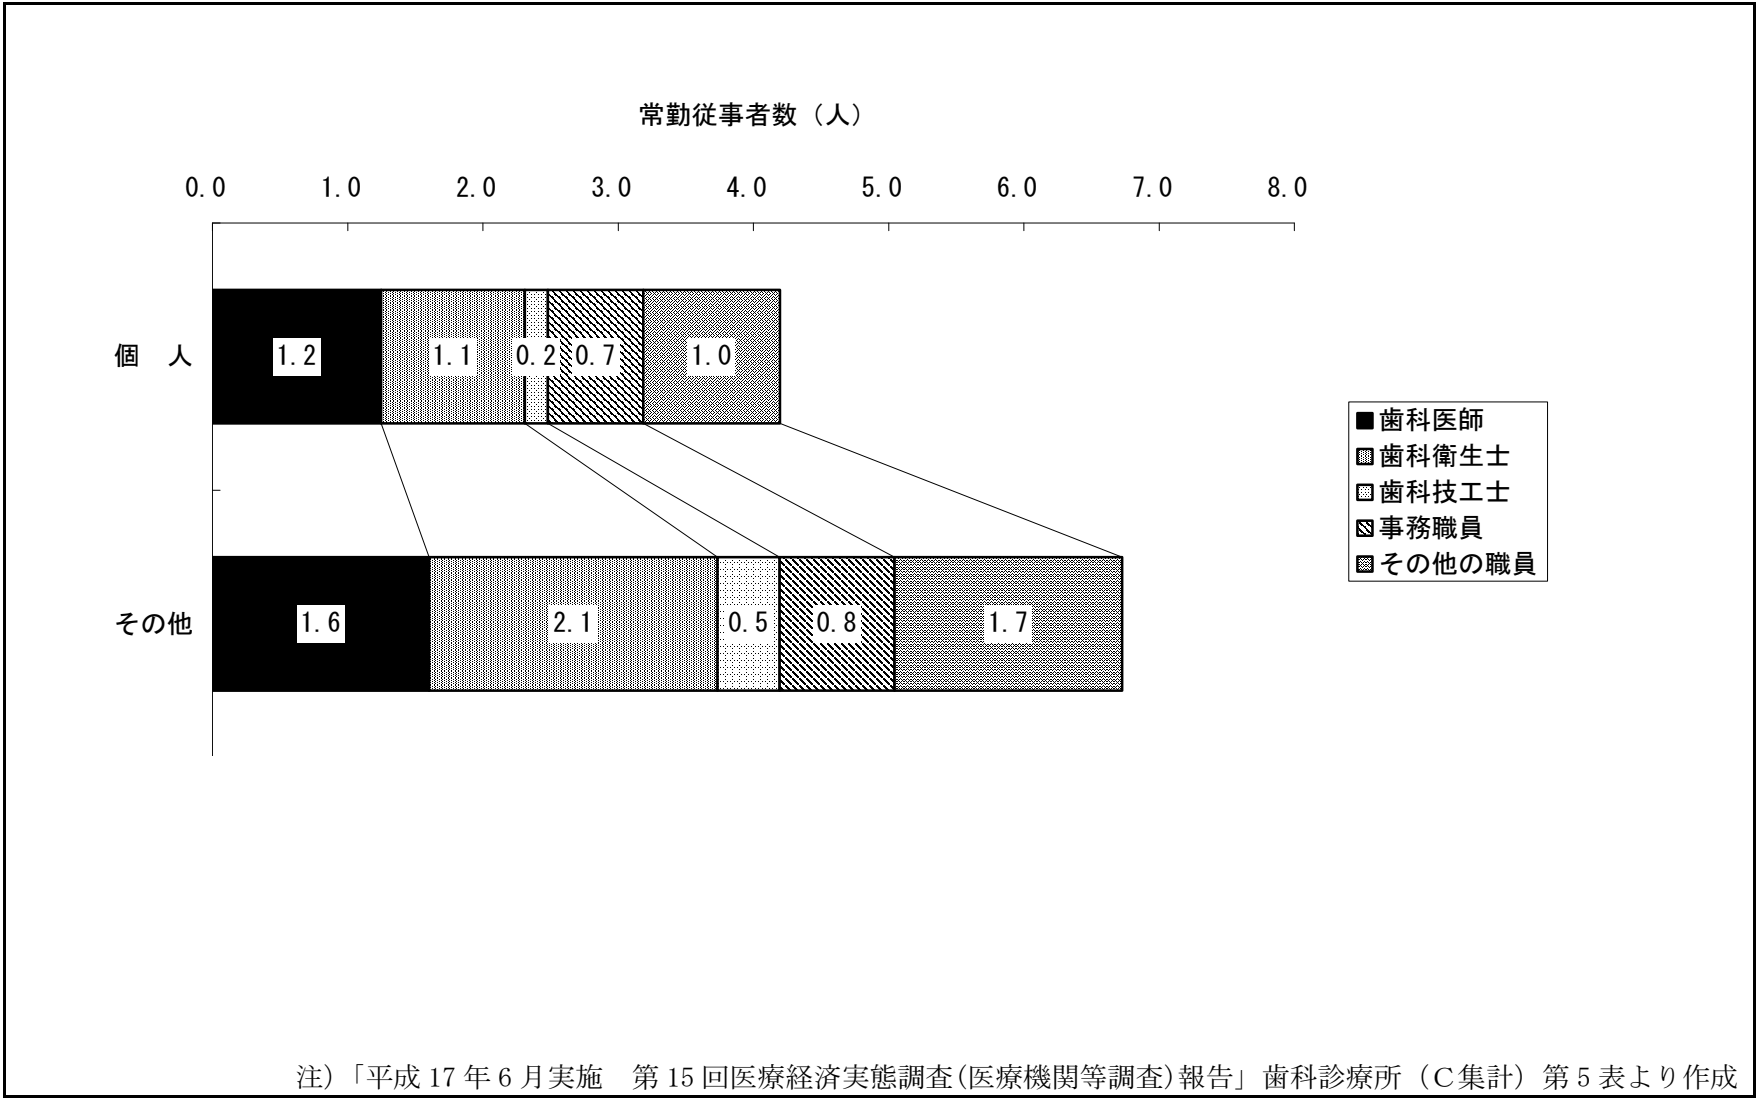 常勤従事者数（人）
0.0 1.0 2.0 3.0 4.0 5.0 6.0 7.0 8.0
個　人 1.2 1.1 0.2 0.7 1.0
その他 1.6 2.1 0.5 0.8 1.7
歯科医師
歯科衛生士
歯科技工士
事務職員
その他の職員
注）「平成 17 年 6 月実施　第 15 回医療経済実態調査(医療機関等調査)報告」歯科診療所（Ｃ集計）第 5 表より作成